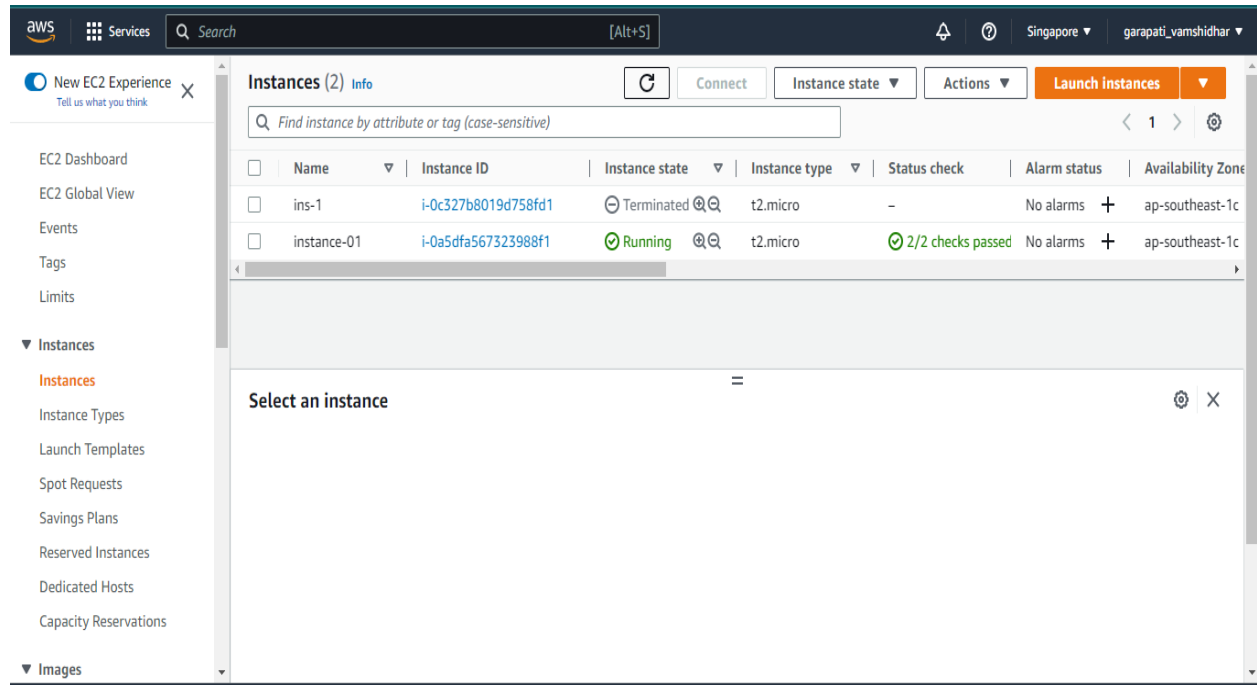 aws Services Search [Alt+S] Singapore ▼ garapati_vamshidhar ▼
New EC2 Experience
Tell us what you think
EC2 Dashboard
EC2 Global View
Events
Tags
Limits
▼ Instances
Instances
Instance Types
Launch Templates
Spot Requests
Savings Plans
Reserved Instances
Dedicated Hosts
Capacity Reservations
▼ Images
Instances (2) Info Connect Instance state ▼ Actions ▼ Launch instances ▼
Find instance by attribute or tag (case-sensitive) < 1 >
Name Instance ID Instance state Instance type Status check Alarm status Availability Zone
ins-1 i-0c327b8019d758fd1 Terminated t2.micro – No alarms + ap-southeast-1c
instance-01 i-0a5dfa567323988f1 Running t2.micro 2/2 checks passed No alarms + ap-southeast-1c
Select an instance